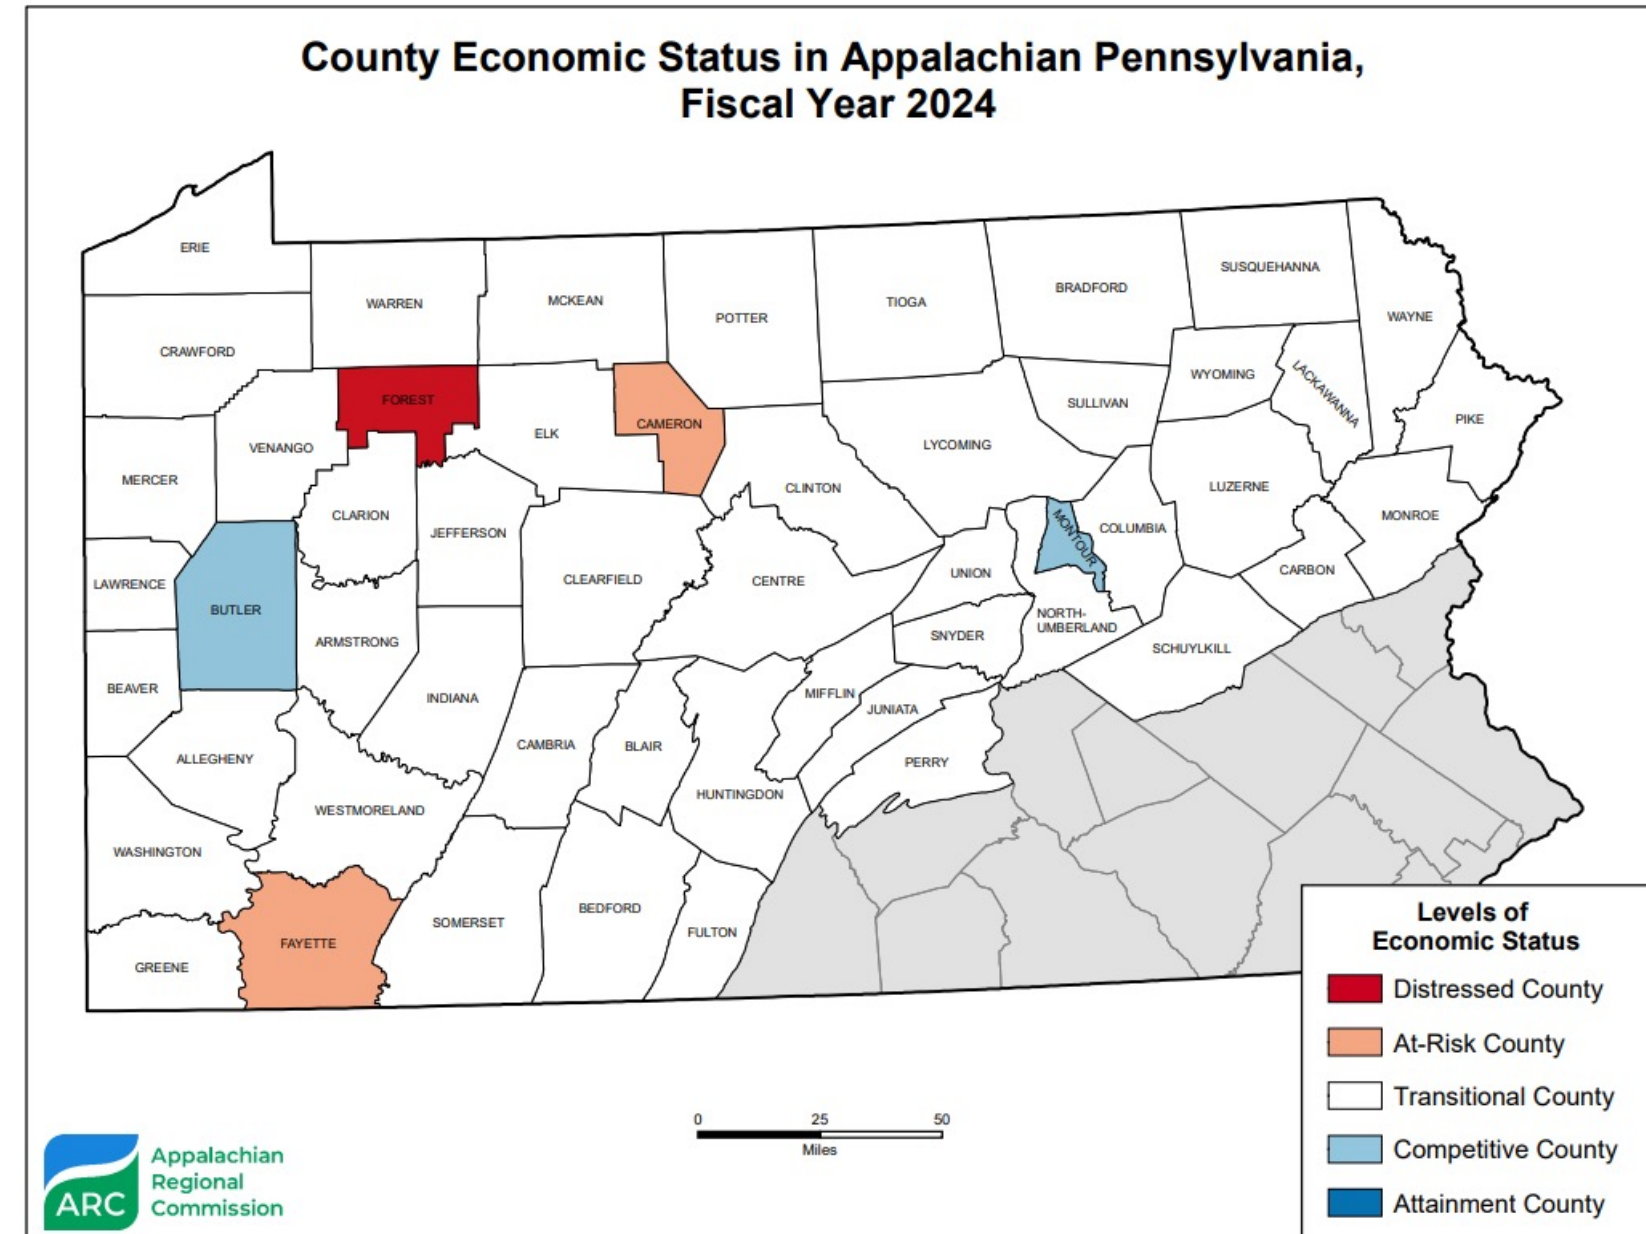 County Economic Status in Appalachian Pennsylvania,
Fiscal Year 2024
ERIE
WARREN
MCKEAN
POTTER
TIOGA
BRADFORD
SUSQUEHANNA
WAYNE
CRAWFORD
FOREST
CAMERON
WYOMING
LACKAWANNA
SULLIVAN
PIKE
VENANGO
ELK
LYCOMING
MERCER
CLINTON
LUZERNE
CLARION
JEFFERSON
MONTOUR
COLUMBIA
MONROE
LAWRENCE
CLEARFIELD
CENTRE
UNION
CARBON
BUTLER
ARMSTRONG
SNYDER
NORTH-
UMBERLAND
SCHUYLKILL
BEAVER
INDIANA
MIFFLIN
JUNIATA
ALLEGHENY
CAMBRIA
BLAIR
PERRY
HUNTINGDON
WESTMORELAND
WASHINGTON
BEDFORD
SOMERSET
FULTON
FAYETTE
GREENE
Levels of
Economic Status
Distressed County
At-Risk County
Transitional County
Competitive County
Attainment County
0 25 50
Miles
ARC
Appalachian
Regional
Commission